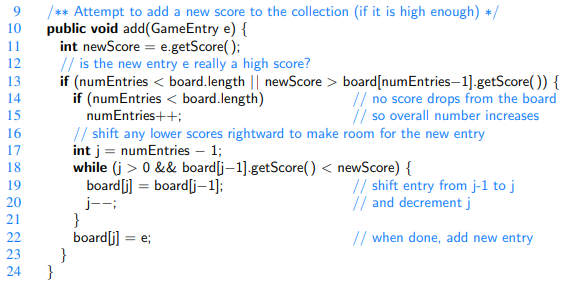 9 /** Attempt to add a new score to the collection (if it is high enough) */
10 public void add(GameEntry e) {
11 int newScore = e.getScore( );
12 // is the new entry e really a high score?
13 if (numEntries < board.length || newScore > board[numEntries−1].getScore( )) {
14 if (numEntries < board.length) // no score drops from the board
15 numEntries++; // so overall number increases
16 // shift any lower scores rightward to make room for the new entry
17 int j = numEntries − 1;
18 while (j > 0 && board[j−1].getScore( ) < newScore) {
19 board[j] = board[j−1]; // shift entry from j-1 to j
20 j−−; // and decrement j
21 }
22 board[j] = e; // when done, add new entry
23 }
24 }